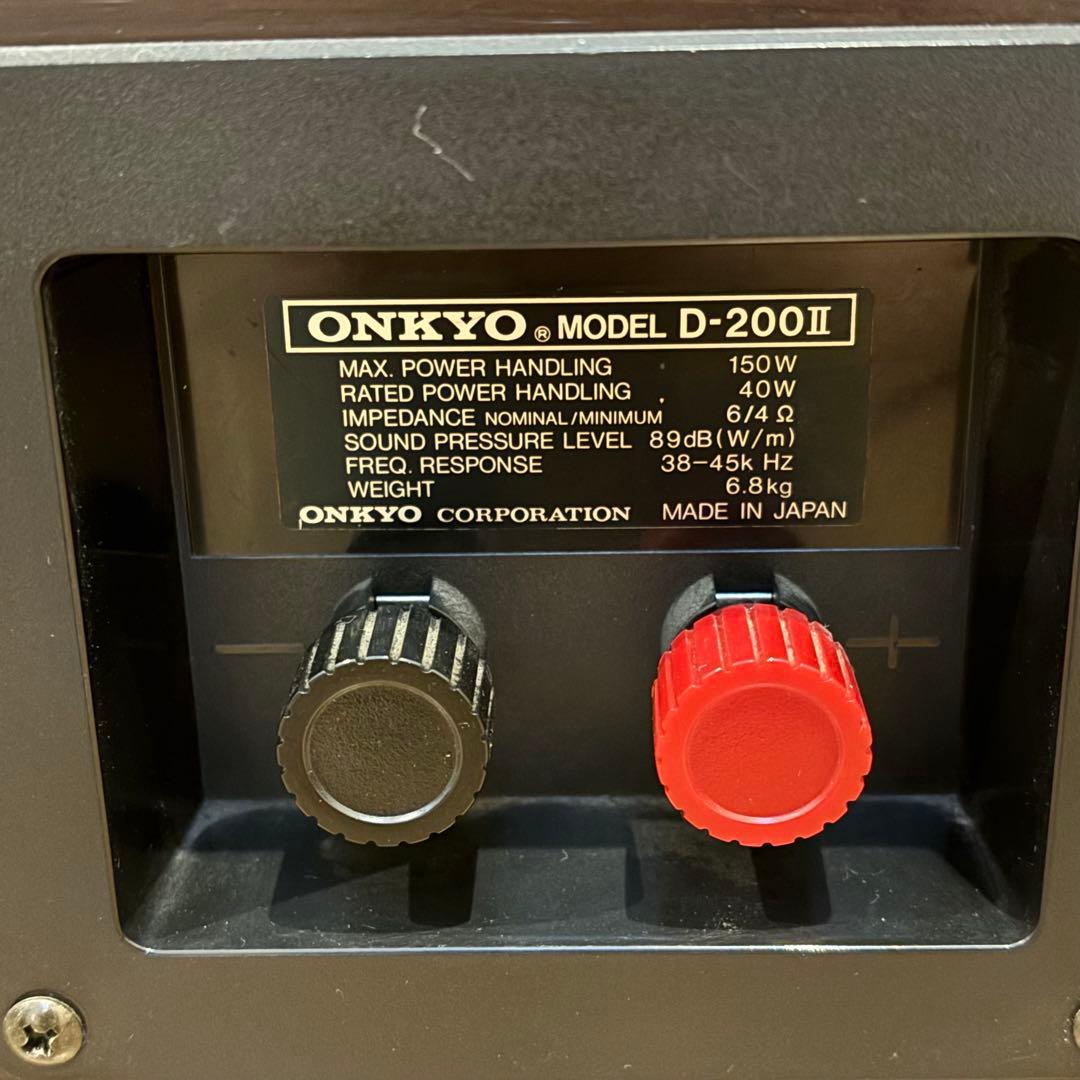 ONKYO® MODEL D-200II
MAX. POWER HANDLING 150W
RATED POWER HANDLING 40W
IMPEDANCE NOMINAL/MINIMUM 6/4 Ω
SOUND PRESSURE LEVEL 89dB(W/m)
FREQ. RESPONSE 38-45k Hz
WEIGHT 6.8kg
ONKYO CORPORATION MADE IN JAPAN
− +